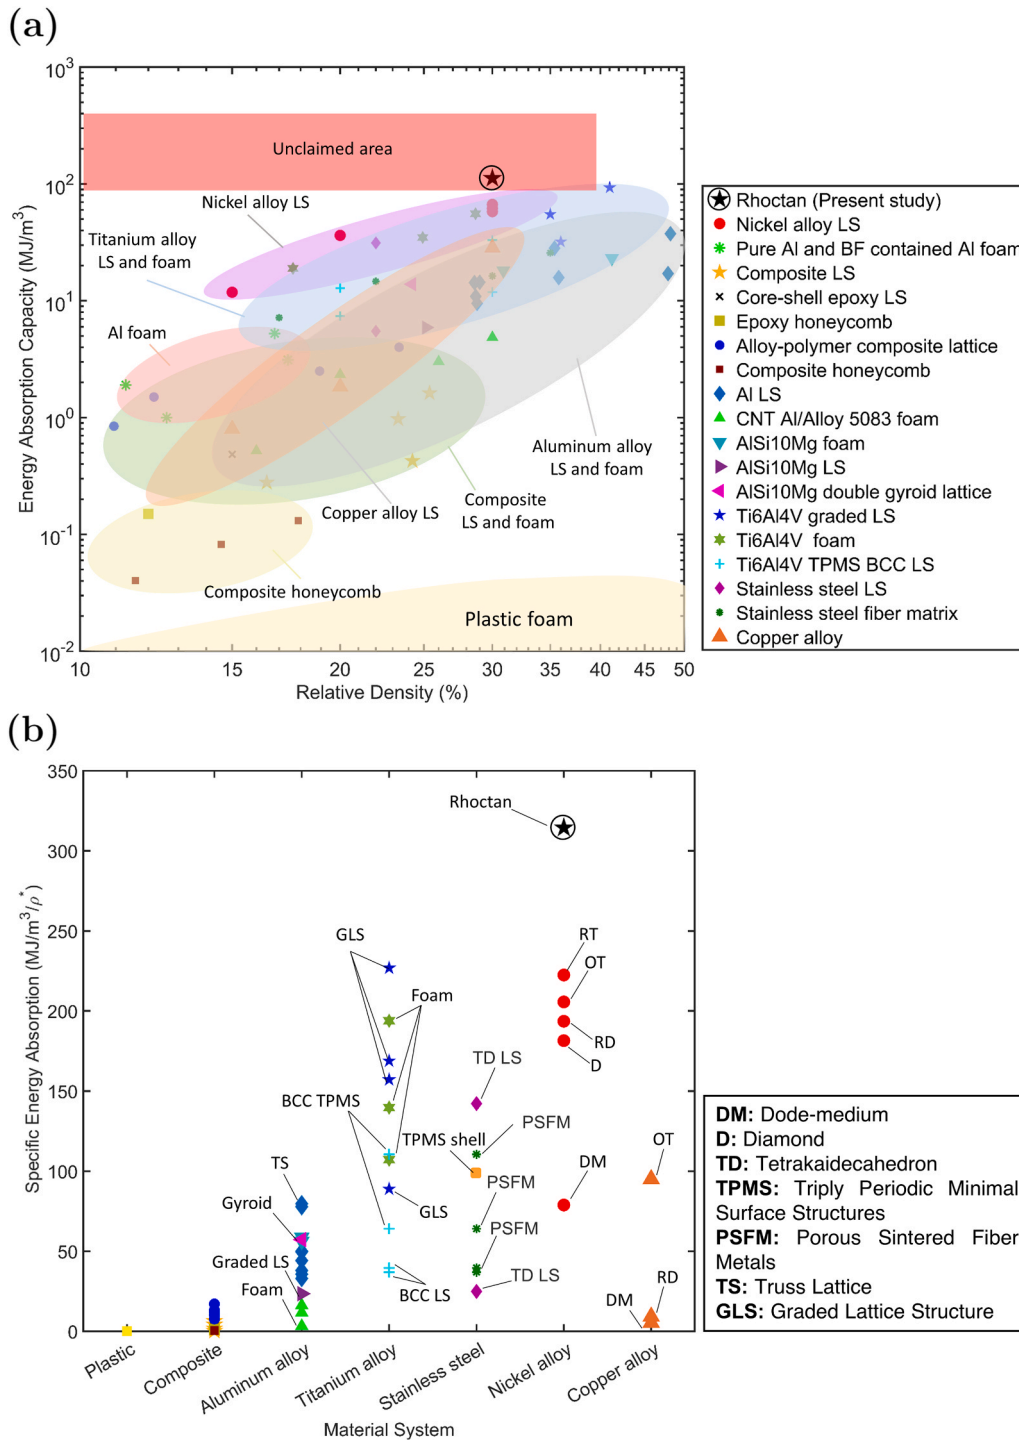 (a)
10^3
10^2
10^1
10^0
10^-1
10^-2
Energy Absorption Capacity (MJ/m^3)
Unclaimed area
Nickel alloy LS
Titanium alloy
LS and foam
Al foam
Aluminum alloy
LS and foam
Copper alloy LS
Composite
LS and foam
Composite honeycomb
Plastic foam
10
15
20
25
30
35
40
45
50
Relative Density (%)
Rhoctan (Present study)
Nickel alloy LS
Pure Al and BF contained Al foam
Composite LS
Core-shell epoxy LS
Epoxy honeycomb
Alloy-polymer composite lattice
Composite honeycomb
Al LS
CNT Al/Alloy 5083 foam
AlSi10Mg foam
AlSi10Mg LS
AlSi10Mg double gyroid lattice
Ti6Al4V graded LS
Ti6Al4V foam
Ti6Al4V TPMS BCC LS
Stainless steel LS
Stainless steel fiber matrix
Copper alloy
(b)
350
300
250
200
150
100
50
0
Specific Energy Absorption (MJ/m^3/ρ^*)
Rhoctan
GLS
Foam
BCC TPMS
GLS
BCC LS
TS
Gyroid
Graded LS
Foam
TD LS
PSFM
TPMS shell
PSFM
PSFM
TD LS
RT
OT
RD
D
DM
OT
RD
DM
Plastic
Composite
Aluminum alloy
Titanium alloy
Stainless steel
Nickel alloy
Copper alloy
Material System
DM: Dode-medium
D: Diamond
TD: Tetrakaidecahedron
TPMS: Triply Periodic Minimal
Surface Structures
PSFM: Porous Sintered Fiber
Metals
TS: Truss Lattice
GLS: Graded Lattice Structure